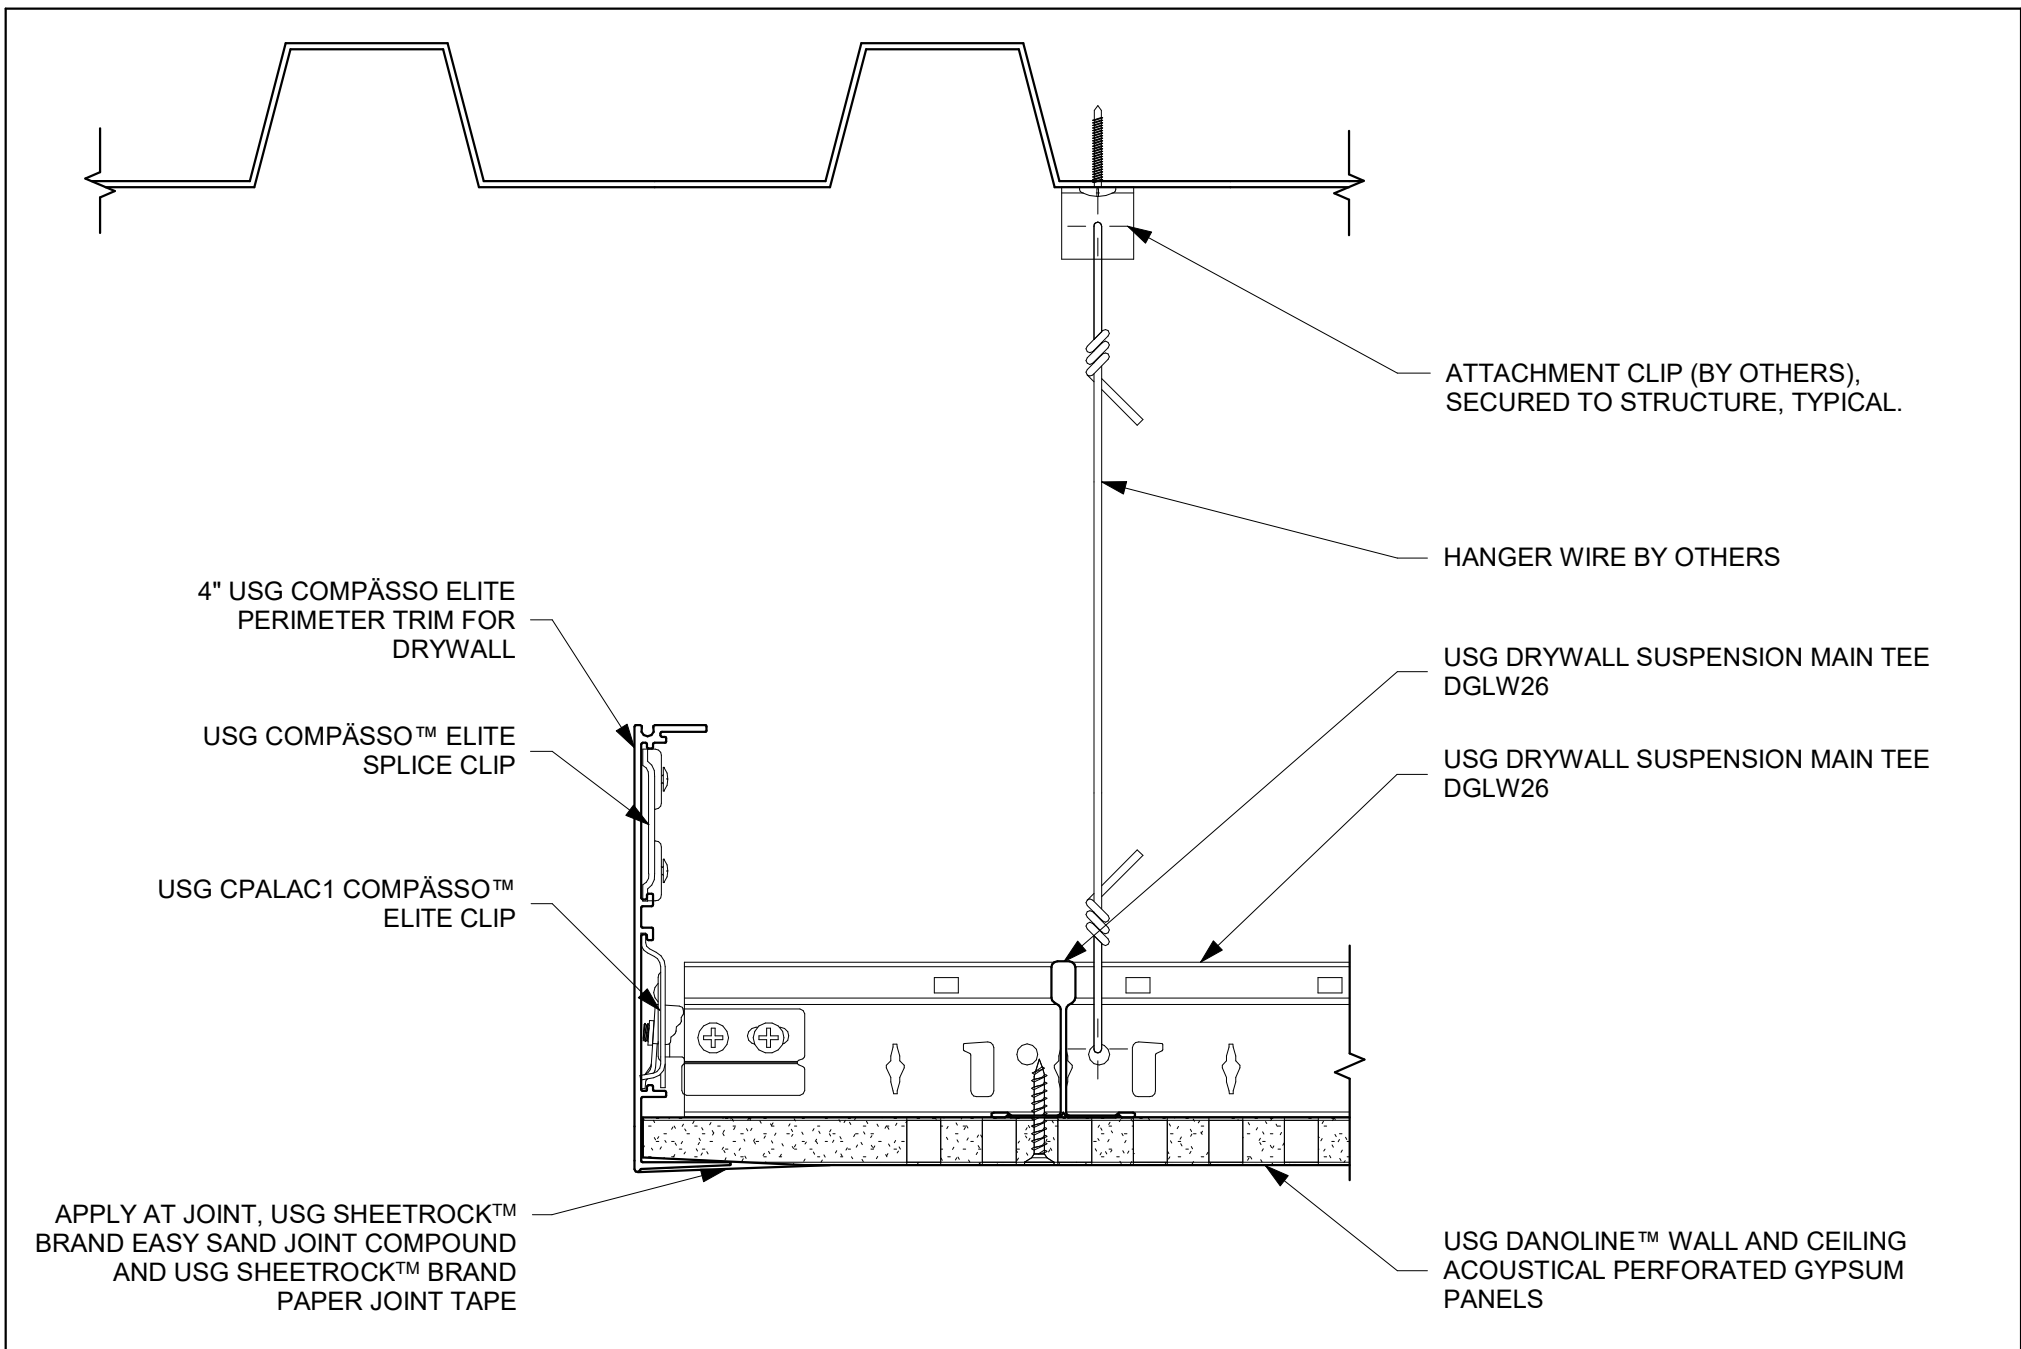 ATTACHMENT CLIP (BY OTHERS),
SECURED TO STRUCTURE, TYPICAL.
HANGER WIRE BY OTHERS
4" USG COMPÄSSO ELITE
PERIMETER TRIM FOR
DRYWALL
USG DRYWALL SUSPENSION MAIN TEE
DGLW26
USG COMPÄSSO™ ELITE
SPLICE CLIP
USG DRYWALL SUSPENSION MAIN TEE
DGLW26
USG CPALAC1 COMPÄSSO™
ELITE CLIP
APPLY AT JOINT, USG SHEETROCK™
BRAND EASY SAND JOINT COMPOUND
AND USG SHEETROCK™ BRAND
PAPER JOINT TAPE
USG DANOLINE™ WALL AND CEILING
ACOUSTICAL PERFORATED GYPSUM
PANELS